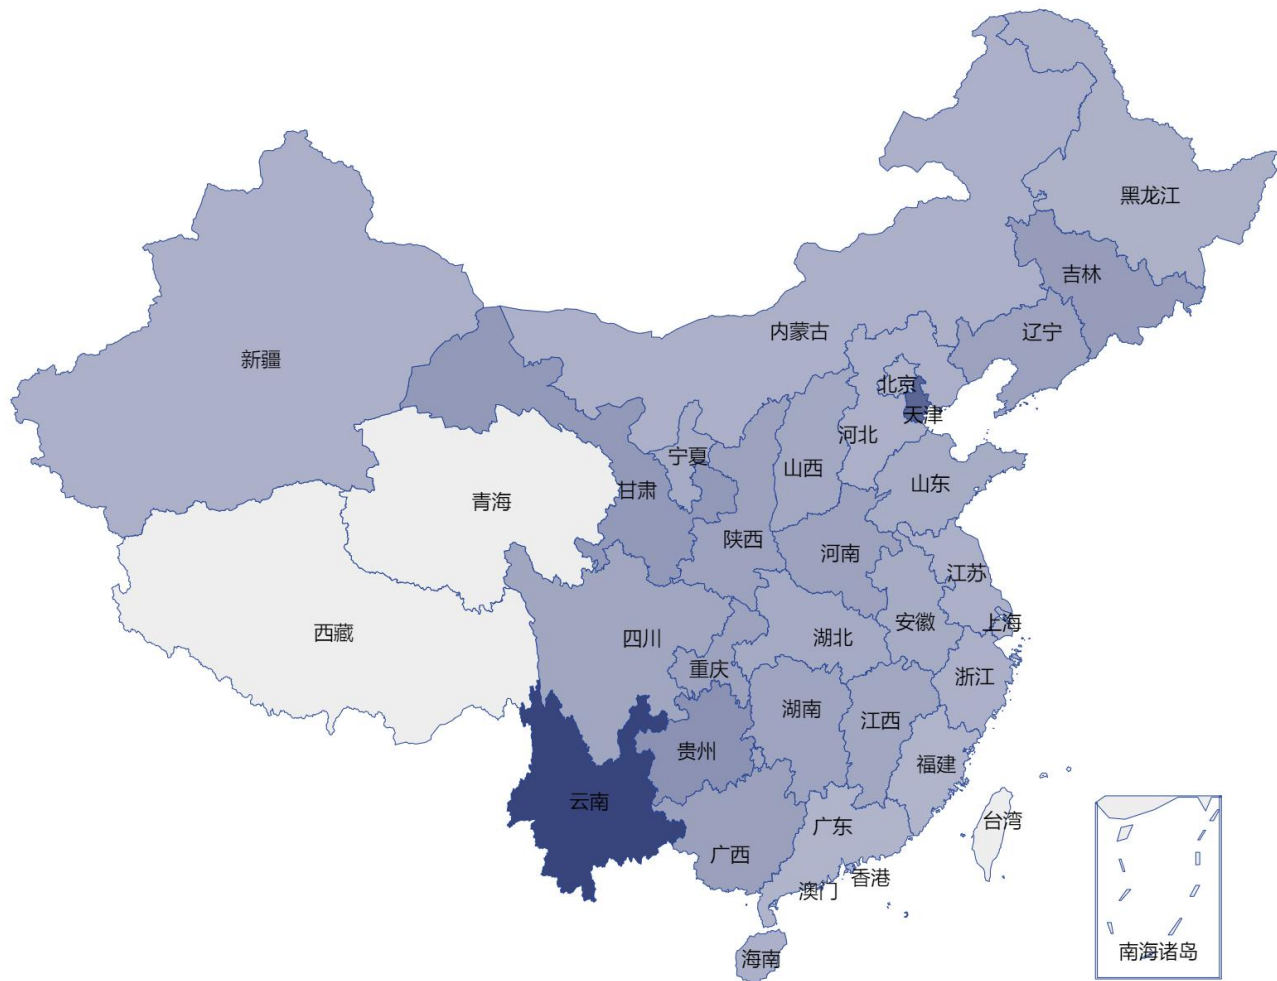 黑龙江
吉林
辽宁
内蒙古
新疆
北京
天津
河北
宁夏
山西
山东
甘肃
青海
陕西
河南
江苏
上海
安徽
西藏
四川
湖北
重庆
浙江
湖南
江西
贵州
福建
云南
台湾
广东
广西
香港
澳门
海南
南海诸岛